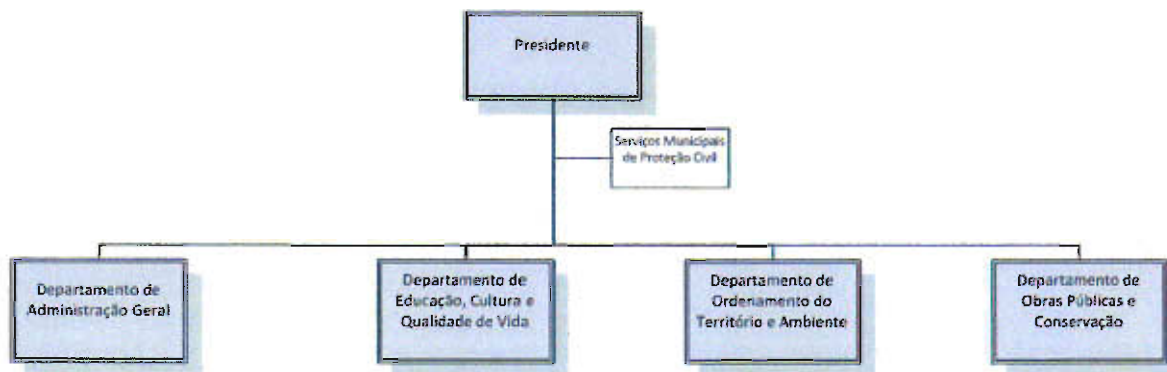 Presidente
Serviços Municipais
de Proteção Civil
Departamento de
Administração Geral
Departamento de
Educação, Cultura e
Qualidade de Vida
Departamento de
Ordenamento do
Território e Ambiente
Departamento de
Obras Públicas e
Conservação